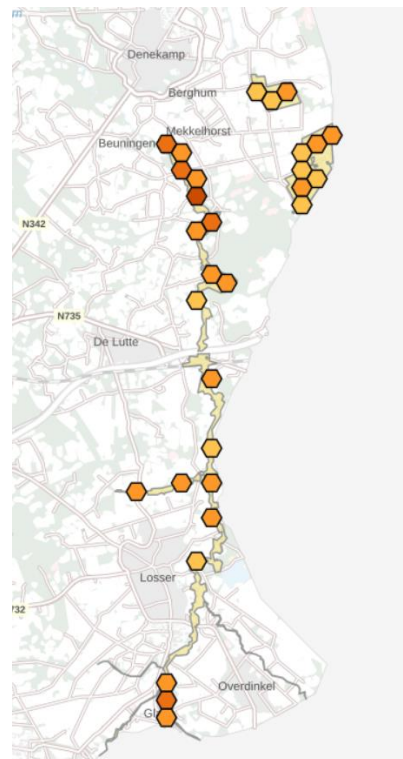 Denekamp
Berghum
Mekkelhorst
Beuningen
N342
N735
De Lutte
Losser
Overdinkel